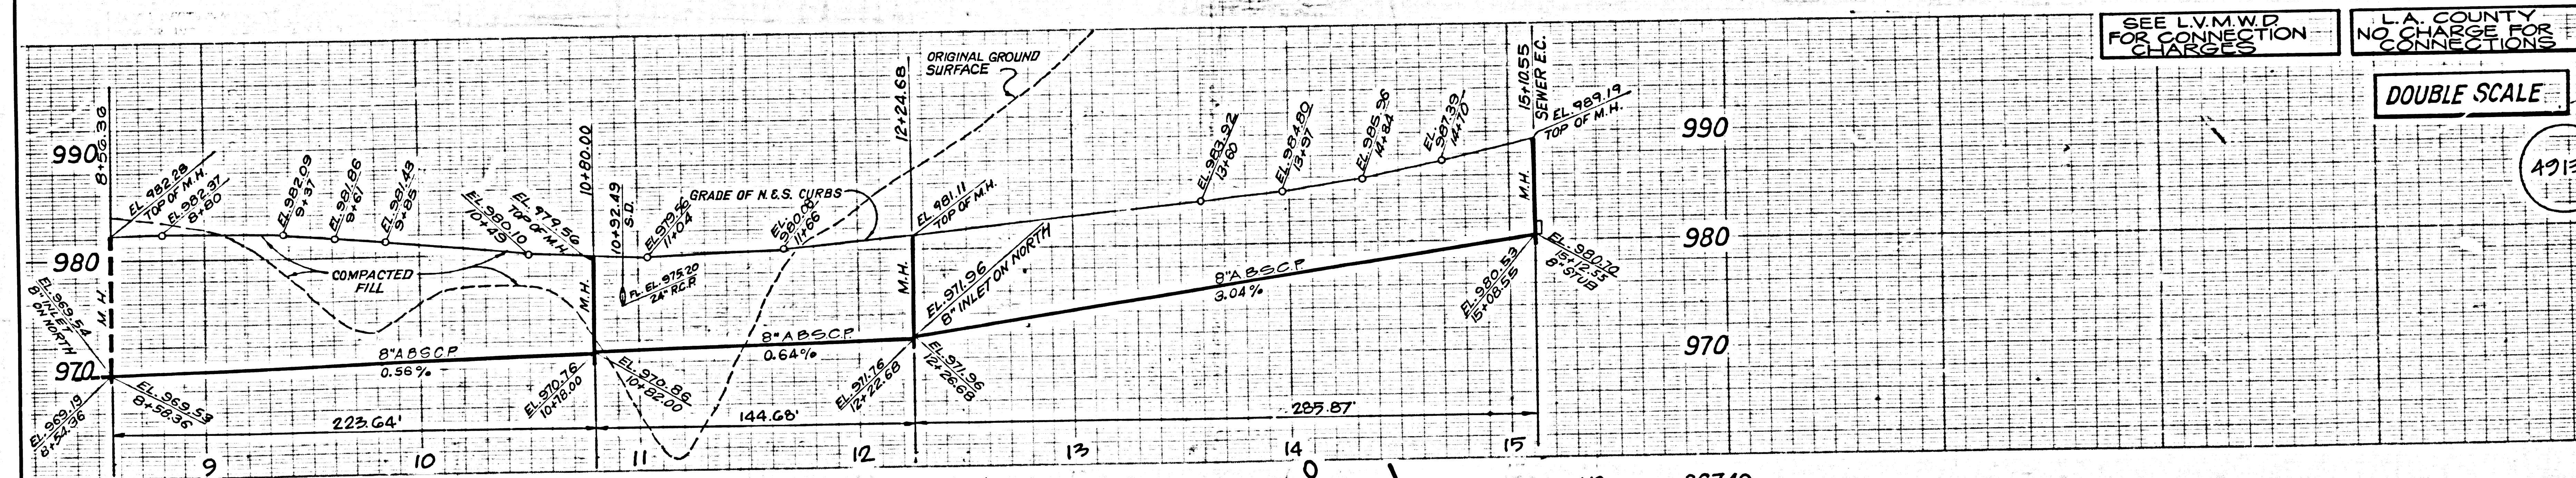 SEE L.V.M.W.D.
FOR CONNECTION
CHARGES
L.A. COUNTY
NO CHARGE FOR
CONNECTIONS
DOUBLE SCALE
4913
ORIGINAL GROUND
SURFACE
8+56.36
990
980
970
EL 982.28
TOP OF M.H.
EL 982.37
8+80
EL 982.09
9+37
EL 981.86
9+61
EL 981.43
9+85
EL 980.10
10+49
EL 979.56
TOP OF M.H.
10+80.00
10+92.49
S.D.
EL 979.56
11+04
GRADE OF N.&S. CURBS
11+66
12+24.68
EL 981.11
TOP OF M.H.
EL 983.92
13+60
EL 984.80
13+97
EL 985.96
14+84
EL 987.39
14+70
15+10.55
SEWER E.C.
EL 989.19
TOP OF M.H.
990
980
970
COMPACTED
FILL
FL. EL. 975.20
24" R.C.P.
M.H.
M.H.
M.H.
M.H.
EL. 969.54
8" INLET
ON NORTH
EL. 969.19
8+54.36
EL. 969.53
8+58.36
8" A.B.S.C.P.
0.56%
EL. 970.76
10+78.00
EL. 970.86
10+82.00
8" A.B.S.C.P.
0.64%
EL. 971.96
8" INLET ON NORTH
EL. 971.76
12+22.68
EL. 971.96
12+26.68
8" A.B.S.C.P.
3.04%
EL. 980.53
15+08.55
EL. 980.70
15+12.55
8" STUB
223.64'
144.68'
285.87'
9
10
11
12
13
14
15